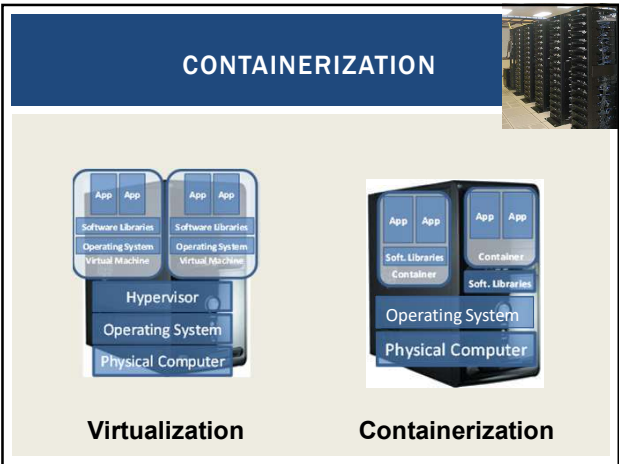 CONTAINERIZATION
App App
Software Libraries
Operating System
Virtual Machine
App App
Software Libraries
Operating System
Virtual Machine
Hypervisor
Operating System
Physical Computer
Virtualization
App App
Soft. Libraries
Container
App App
Container
Soft. Libraries
Operating System
Physical Computer
Containerization